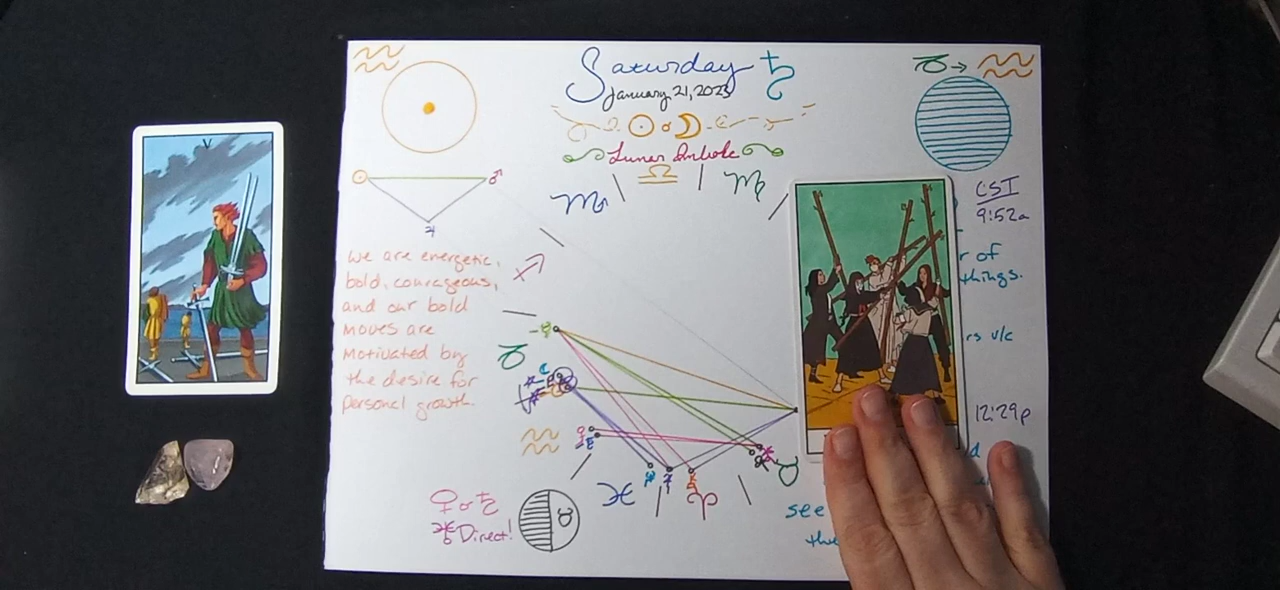 Saturday
January 21, 2023
Lunar Imbolc
We are energetic,
bold, courageous,
and our bold
moves are
motivated by
the desire for
personal growth.
Direct!
CST
9:52a
r of
things.
rs v/c
12:29p
d
see
the
V